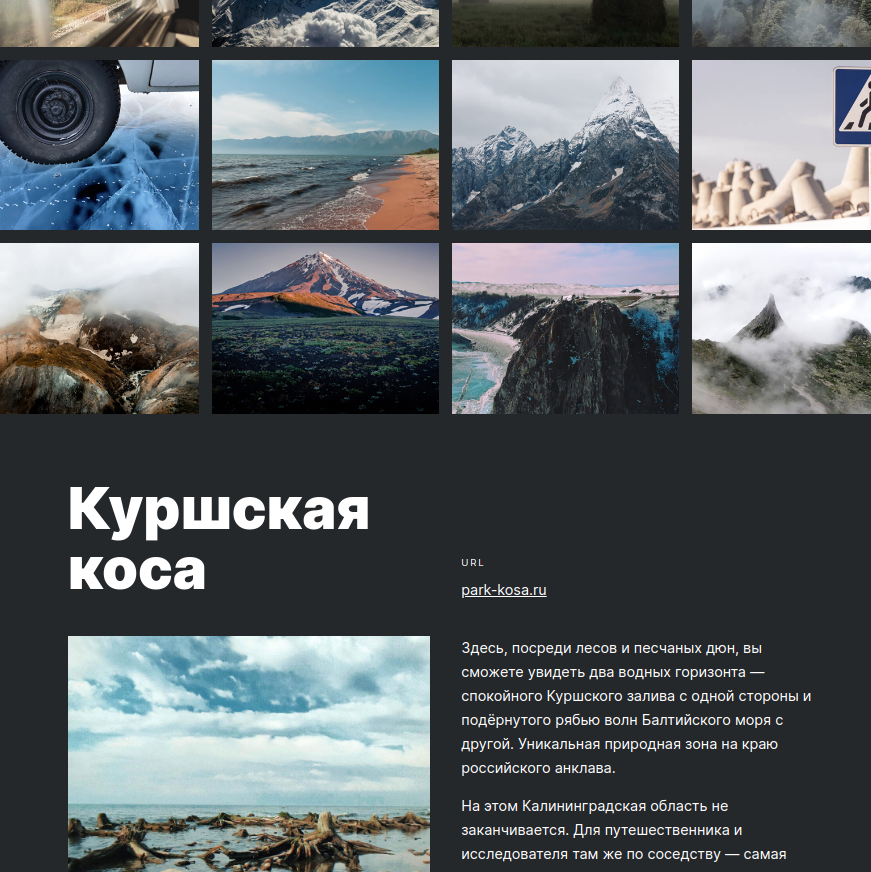 Куршская
коса
URL
park-kosa.ru
Здесь, посреди лесов и песчаных дюн, вы
сможете увидеть два водных горизонта —
спокойного Куршского залива с одной стороны и
подёрнутого рябью волн Балтийского моря с
другой. Уникальная природная зона на краю
российского анклава.
На этом Калининградская область не
заканчивается. Для путешественника и
исследователя там же по соседству — самая